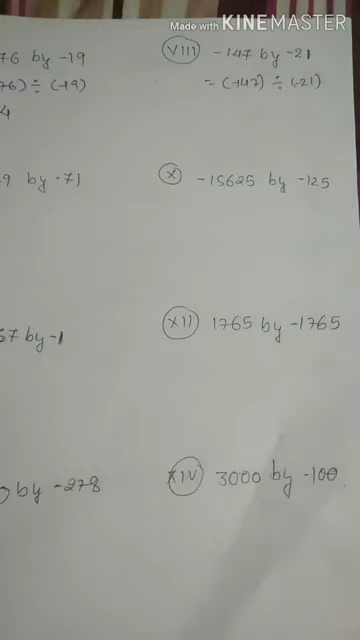 Made with KINEMASTER
76 by -19
76) ÷ (-19)
4
(VIII) -147 by -21
= (-147) ÷ (-21)
9 by -71
(X) -15625 by -125
67 by -1
(XII) 1765 by -1765
by -278
(XIV) 3000 by -100